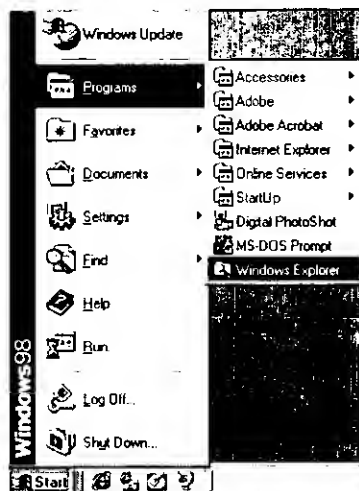 Windows Update
Programs
Favorites
Documents
Settings
Find
Help
Run...
Log Off...
Shut Down...
Windows98
Start
Accessories
Adobe
Adobe Acrobat
Internet Explorer
Online Services
StartUp
Digital PhotoShot
MS-DOS Prompt
Windows Explorer